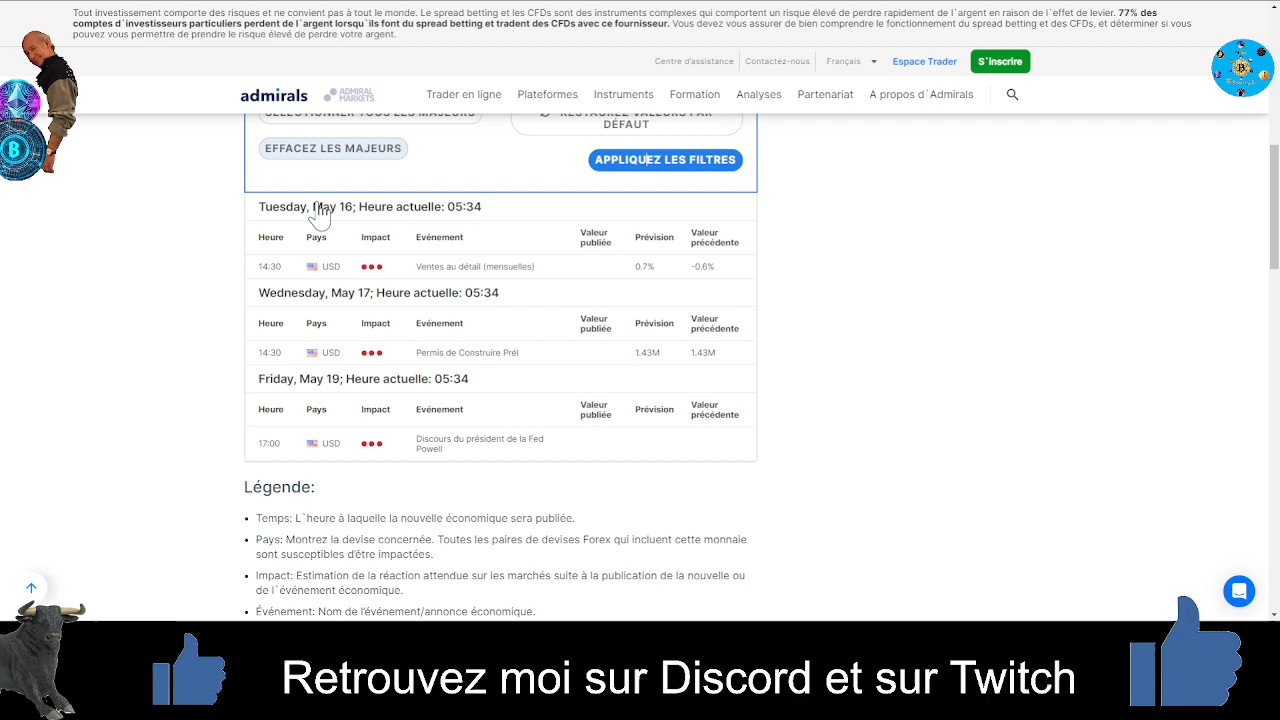 Tout investissement comporte des risques et ne convient pas à tout le monde. Le spread betting et les CFDs sont des instruments complexes qui comportent un risque élevé de perdre rapidement de l`argent en raison de l`effet de levier. 77% des
comptes d`investisseurs particuliers perdent de l`argent lorsqu`ils font du spread betting et tradent des CFDs avec ce fournisseur. Vous devez vous assurer de bien comprendre le fonctionnement du spread betting et des CFDs, et déterminer si vous
pouvez vous permettre de prendre le risque élevé de perdre votre argent.
Centre d'assistance Contactez-nous Français Espace Trader S`inscrire
admirals ADMIRAL MARKETS Trader en ligne Plateformes Instruments Formation Analyses Partenariat A propos d`Admirals
SÉLECTIONNER TOUS LES MAJEURS RESTAUREZ VALEURS PAR
DÉFAUT
EFFACEZ LES MAJEURS
APPLIQUEZ LES FILTRES
Tuesday, May 16; Heure actuelle: 05:34
Heure Pays Impact Evénement Valeur publiée Prévision Valeur précédente
14:30 USD Ventes au détail (mensuelles) 0.7% -0.6%
Wednesday, May 17; Heure actuelle: 05:34
Heure Pays Impact Evénement Valeur publiée Prévision Valeur précédente
14:30 USD Permis de Construire Prél 1.43M 1.43M
Friday, May 19; Heure actuelle: 05:34
Heure Pays Impact Evénement Valeur publiée Prévision Valeur précédente
17:00 USD Discours du président de la Fed
Powell
Légende:
• Temps: L`heure à laquelle la nouvelle économique sera publiée.
• Pays: Montrez la devise concernée. Toutes les paires de devises Forex qui incluent cette monnaie
sont susceptibles d'être impactées.
• Impact: Estimation de la réaction attendue sur les marchés suite à la publication de la nouvelle ou
de l`événement économique.
• Événement: Nom de l'événement/annonce économique.
Retrouvez moi sur Discord et sur Twitch